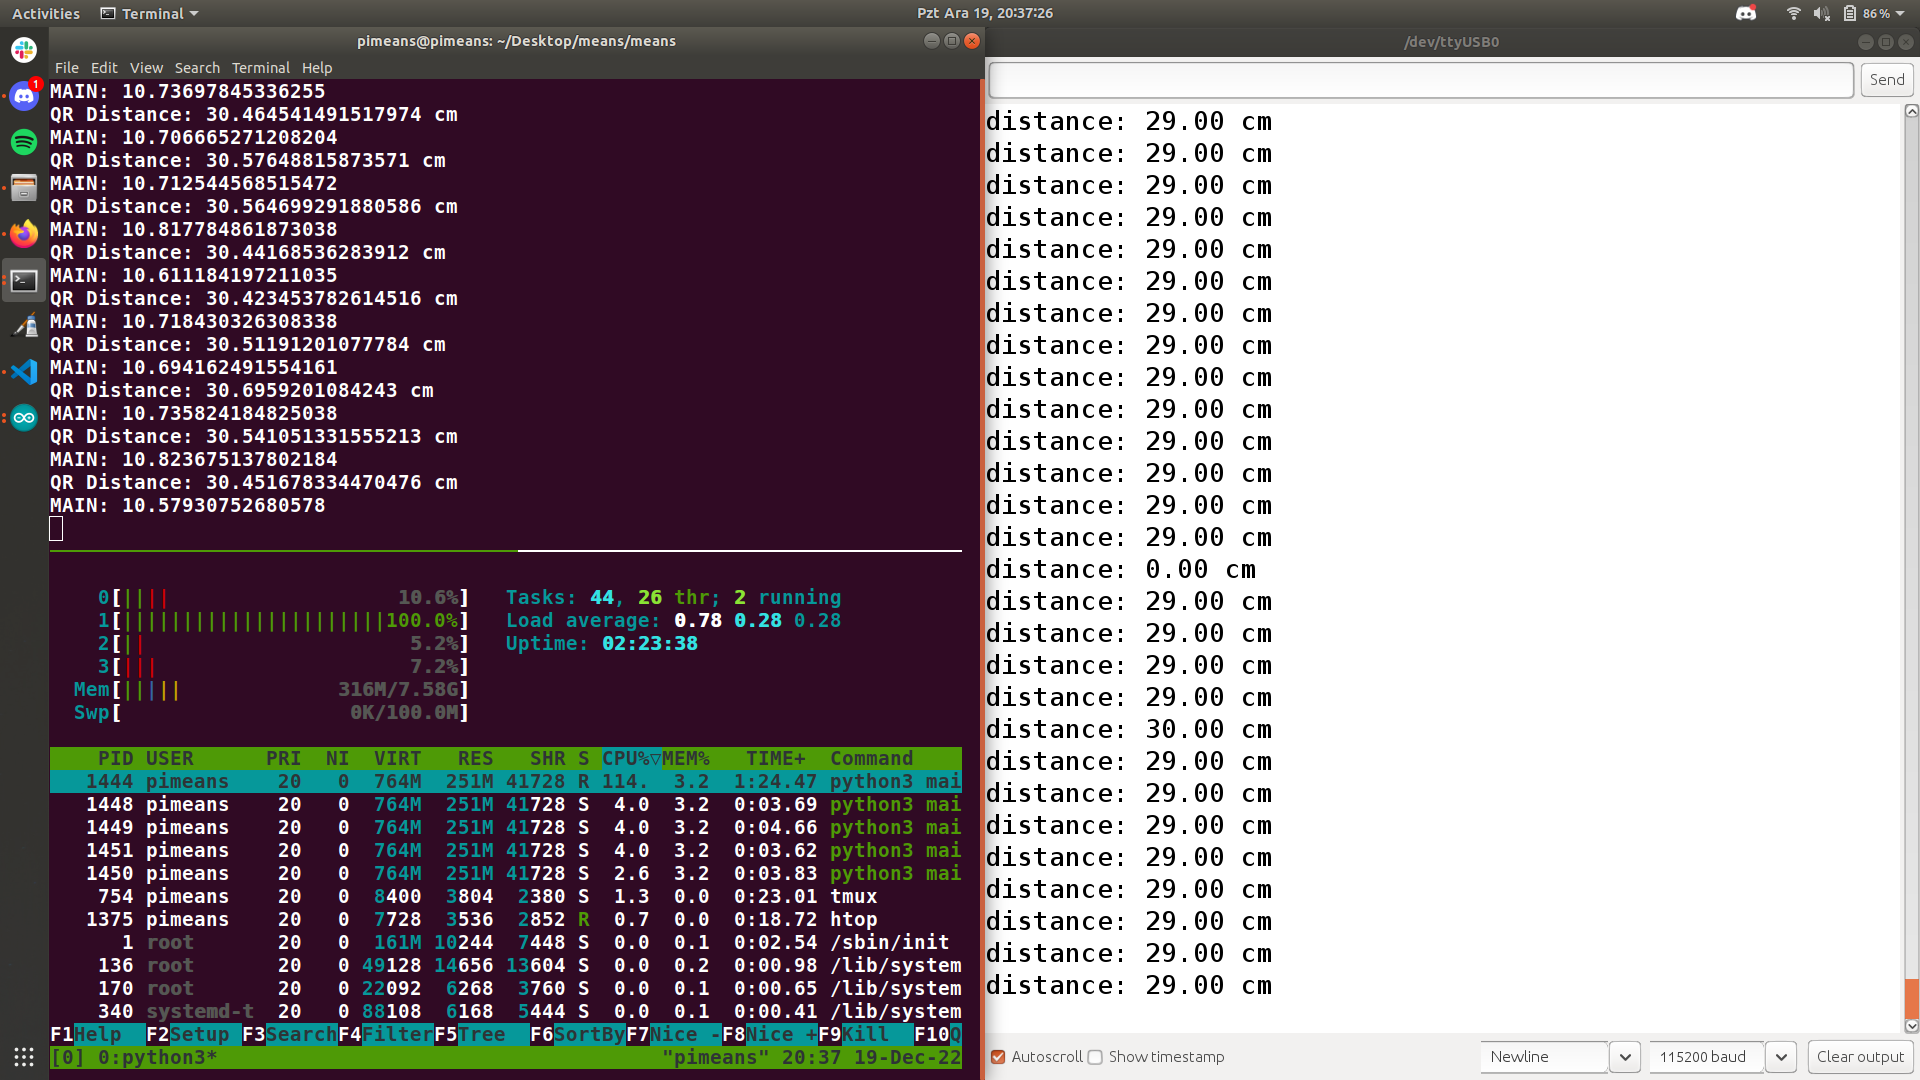 Activities
Terminal
Pzt Ara 19, 20:37:26
86 %
pimeans@pimeans: ~/Desktop/means/means
File Edit View Search Terminal Help
MAIN: 10.73697845336255
QR Distance: 30.464541491517974 cm
MAIN: 10.706665271208204
QR Distance: 30.57648815873571 cm
MAIN: 10.712544568515472
QR Distance: 30.564699291880586 cm
MAIN: 10.817784861873038
QR Distance: 30.44168536283912 cm
MAIN: 10.611184197211035
QR Distance: 30.423453782614516 cm
MAIN: 10.718430326308338
QR Distance: 30.51191201077784 cm
MAIN: 10.694162491554161
QR Distance: 30.6959201084243 cm
MAIN: 10.735824184825038
QR Distance: 30.541051331555213 cm
MAIN: 10.823675137802184
QR Distance: 30.451678334470476 cm
MAIN: 10.57930752680578
0[|||| 10.6%] Tasks: 44, 26 thr; 2 running
1[||||||||||||||||||||||100.0%] Load average: 0.78 0.28 0.28
2[|| 5.2%] Uptime: 02:23:38
3[||| 7.2%]
Mem[||||| 316M/7.58G]
Swp[ 0K/100.0M]
PID USER PRI NI VIRT RES SHR S CPU%▽MEM% TIME+ Command
1444 pimeans 20 0 764M 251M 41728 R 114. 3.2 1:24.47 python3 mai
1448 pimeans 20 0 764M 251M 41728 S 4.0 3.2 0:03.69 python3 mai
1449 pimeans 20 0 764M 251M 41728 S 4.0 3.2 0:04.66 python3 mai
1451 pimeans 20 0 764M 251M 41728 S 4.0 3.2 0:03.62 python3 mai
1450 pimeans 20 0 764M 251M 41728 S 2.6 3.2 0:03.83 python3 mai
754 pimeans 20 0 8400 3804 2380 S 1.3 0.0 0:23.01 tmux
1375 pimeans 20 0 7728 3536 2852 R 0.7 0.0 0:18.72 htop
1 root 20 0 161M 10244 7448 S 0.0 0.1 0:02.54 /sbin/init
136 root 20 0 49128 14656 13604 S 0.0 0.2 0:00.98 /lib/system
170 root 20 0 22092 6268 3760 S 0.0 0.1 0:00.65 /lib/system
340 systemd-t 20 0 88108 6168 5444 S 0.0 0.1 0:00.41 /lib/system
F1Help F2Setup F3SearchF4FilterF5Tree F6SortByF7Nice -F8Nice +F9Kill F10Q
[0] 0:python3* "pimeans" 20:37 19-Dec-22
/dev/ttyUSB0
Send
distance: 29.00 cm
distance: 29.00 cm
distance: 29.00 cm
distance: 29.00 cm
distance: 29.00 cm
distance: 29.00 cm
distance: 29.00 cm
distance: 29.00 cm
distance: 29.00 cm
distance: 29.00 cm
distance: 29.00 cm
distance: 29.00 cm
distance: 29.00 cm
distance: 29.00 cm
distance: 0.00 cm
distance: 29.00 cm
distance: 29.00 cm
distance: 29.00 cm
distance: 29.00 cm
distance: 30.00 cm
distance: 29.00 cm
distance: 29.00 cm
distance: 29.00 cm
distance: 29.00 cm
distance: 29.00 cm
distance: 29.00 cm
distance: 29.00 cm
distance: 29.00 cm
Autoscroll Show timestamp Newline 115200 baud Clear output
1